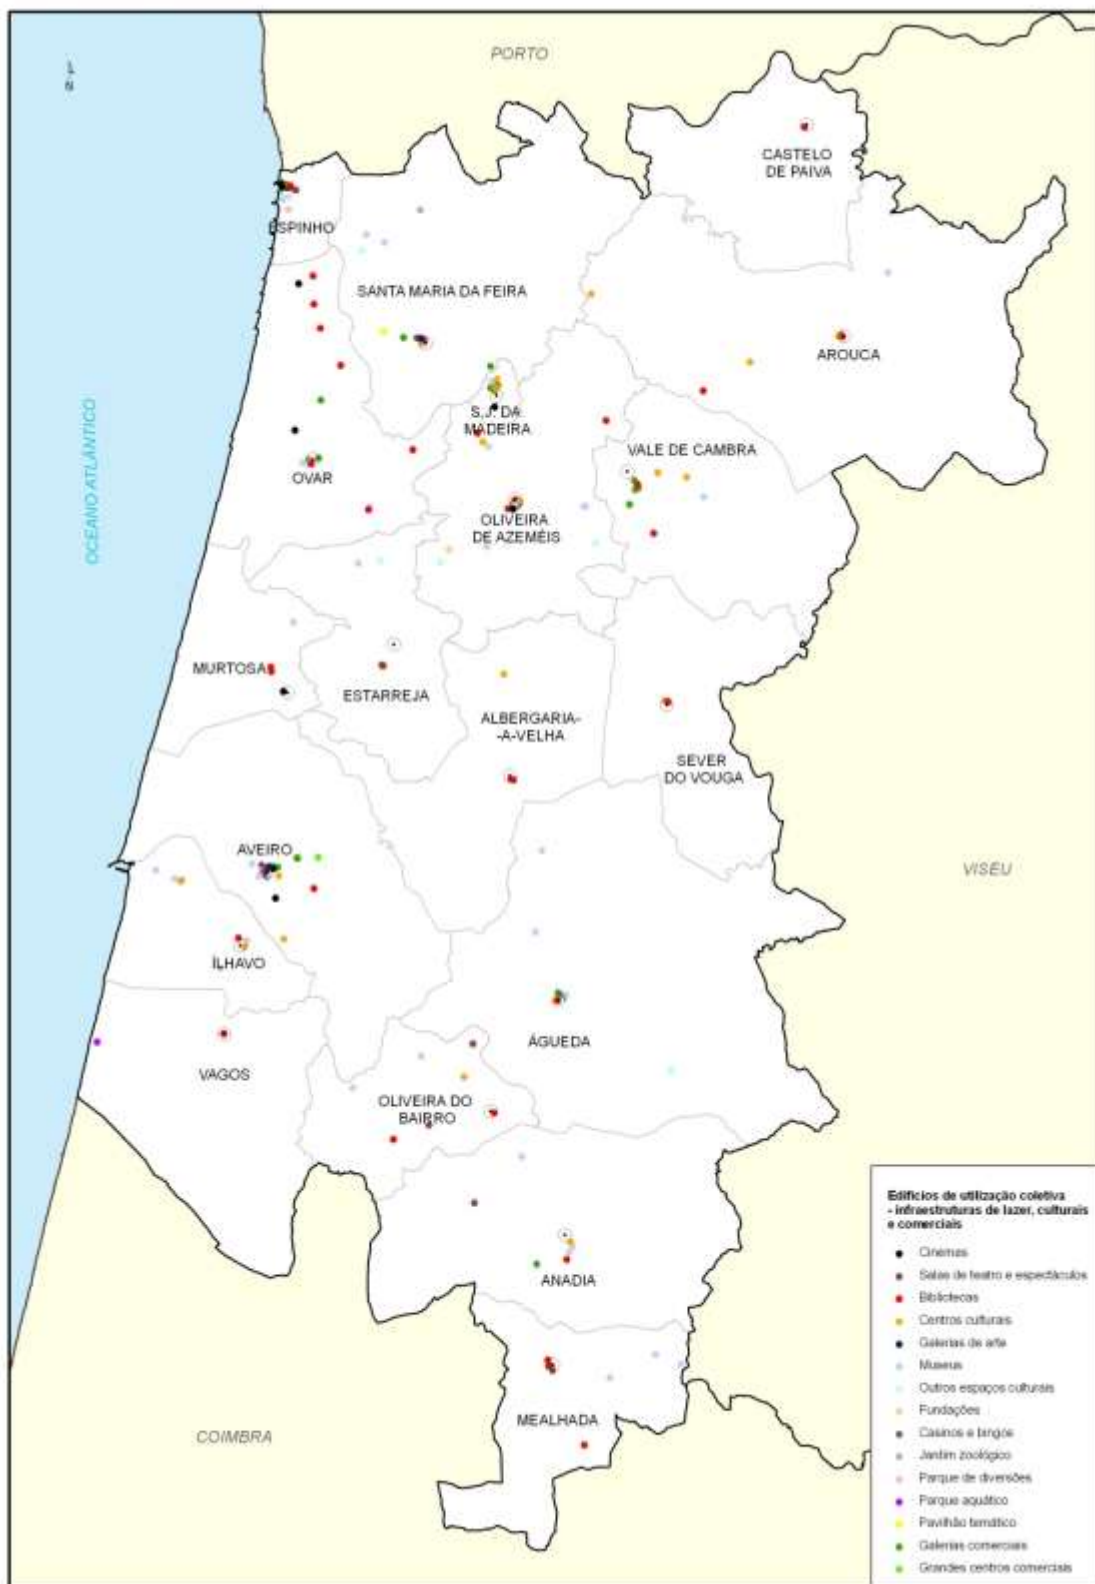 PORTO
N
CASTELO
DE PAIVA
ESPINHO
SANTA MARIA DA FEIRA
AROUCA
OCEANO ATLÂNTICO
S.J. DA
MADEIRA
VALE DE CAMBRA
OVAR
OLIVEIRA
DE AZEMÉIS
MURTOSA
ESTARREJA
ALBERGARIA-
-A-VELHA
SEVER
DO VOUGA
AVEIRO
VISEU
ÍLHAVO
ÁGUEDA
VAGOS
OLIVEIRA DO
BAIRRO
ANADIA
MEALHADA
COIMBRA
Edifícios de utilização coletiva
- infraestruturas de lazer, culturais
e comerciais
Cinemas
Salas de teatro e espectáculos
Bibliotecas
Centros culturais
Galerias de arte
Museus
Outros espaços culturais
Fundações
Casinos e bingos
Jardim zoológico
Parque de diversões
Parque aquático
Pavilhão temático
Galerias comerciais
Grandes centros comerciais